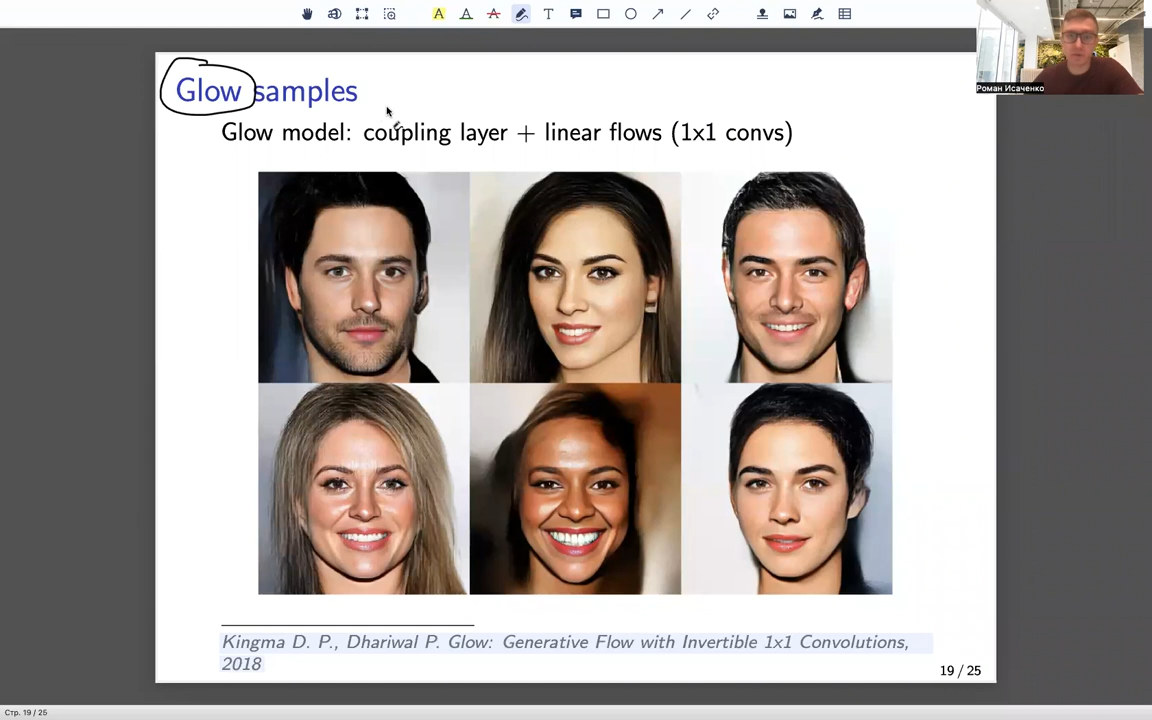 Роман Исаченко
Glow samples
Glow model: coupling layer + linear flows (1x1 convs)
Kingma D. P., Dhariwal P. Glow: Generative Flow with Invertible 1x1 Convolutions,
2018
19 / 25
Стр. 19 / 25